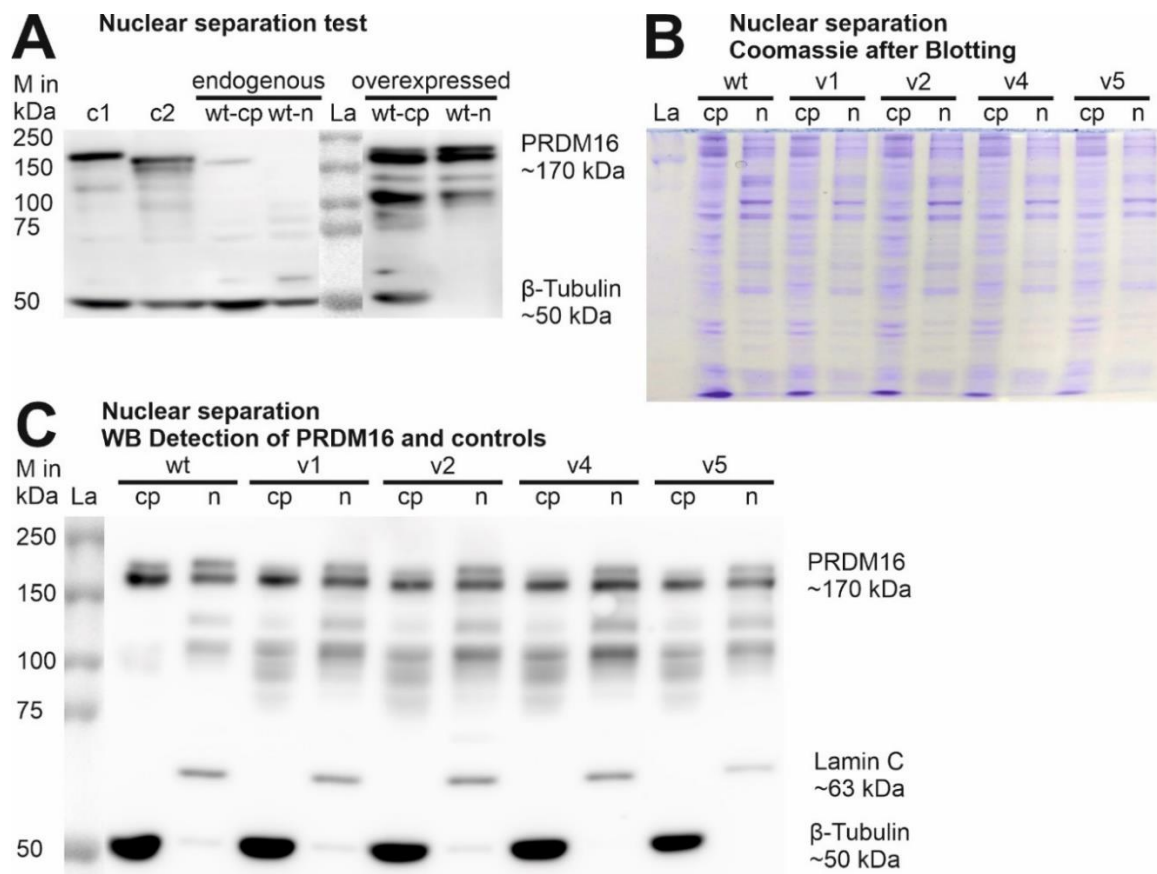 A Nuclear separation test
M in kDa
endogenous overexpressed
c1 c2 wt-cp wt-n La wt-cp wt-n
250
150
100
75
50
PRDM16
~170 kDa
β-Tubulin
~50 kDa
B Nuclear separation
Coomassie after Blotting
wt v1 v2 v4 v5
La cp n cp n cp n cp n cp n
C Nuclear separation
WB Detection of PRDM16 and controls
wt v1 v2 v4 v5
M in
kDa La cp n cp n cp n cp n cp n
250
150
100
75
50
PRDM16
~170 kDa
Lamin C
~63 kDa
β-Tubulin
~50 kDa